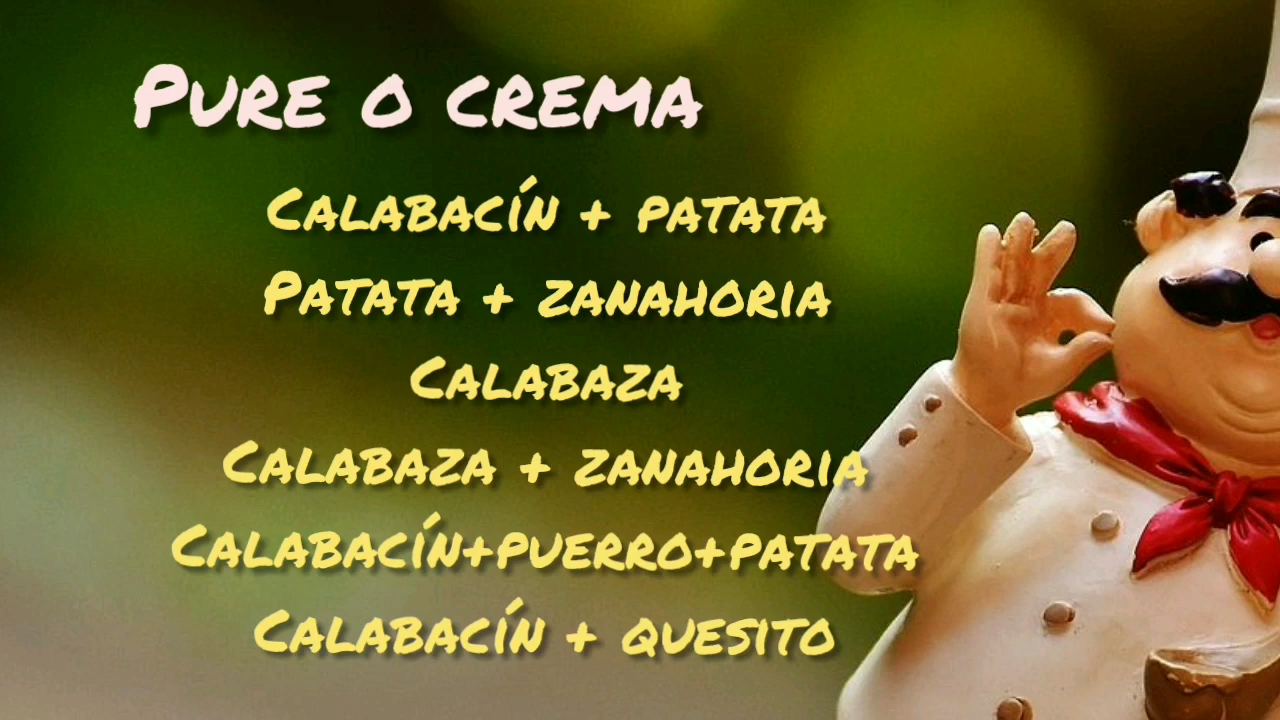 Pure o crema
Calabacín + patata
Patata + zanahoria
Calabaza
Calabaza + zanahoria
Calabacín+puerro+patata
Calabacín + quesito